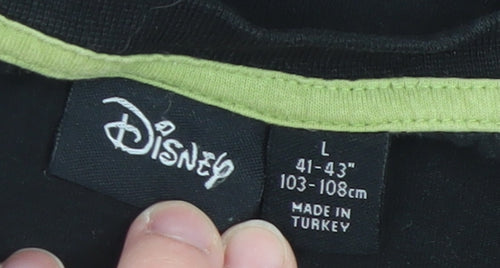 Disney
L
41-43"
103-108cm
MADE IN
TURKEY